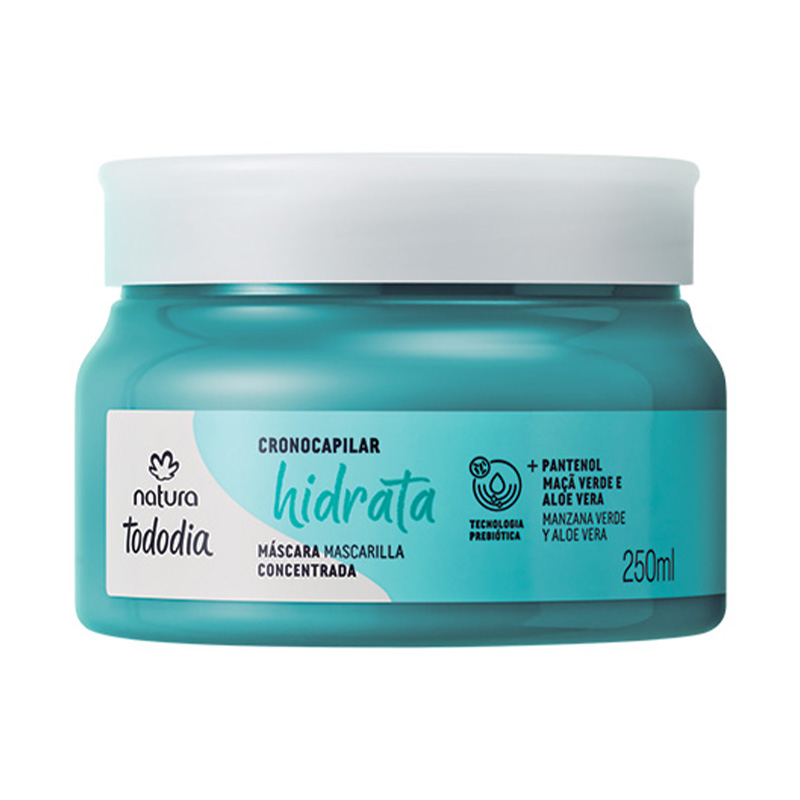 natura
tododia
CRONOCAPILAR
hidrata
MÁSCARA MASCARILLA
CONCENTRADA
TECNOLOGIA
PREBIÓTICA
+ PANTENOL
MAÇÃ VERDE E
ALOE VERA
MANZANA VERDE
Y ALOE VERA
250ml